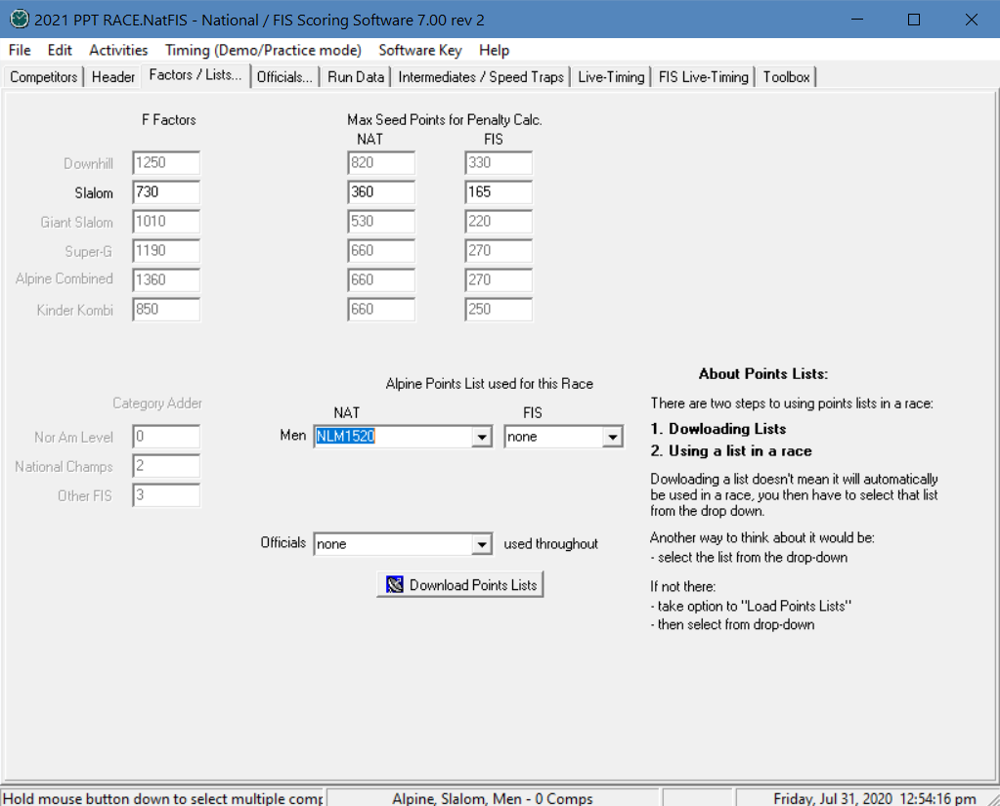 2021 PPT RACE.NatFIS - National / FIS Scoring Software 7.00 rev 2
File Edit Activities Timing (Demo/Practice mode) Software Key Help
Competitors Header Factors / Lists... Officials... Run Data Intermediates / Speed Traps Live-Timing FIS Live-Timing Toolbox
F Factors Max Seed Points for Penalty Calc.
NAT FIS
Downhill 1250 820 330
Slalom 730 360 165
Giant Slalom 1010 530 220
Super-G 1190 660 270
Alpine Combined 1360 660 270
Kinder Kombi 850 660 250
Category Adder
Nor Am Level 0
National Champs 2
Other FIS 3
Alpine Points List used for this Race
NAT FIS
Men NLM1520 none
Officials none used throughout
Download Points Lists
About Points Lists:
There are two steps to using points lists in a race:
1. Dowloading Lists
2. Using a list in a race
Dowloading a list doesn't mean it will automatically
be used in a race, you then have to select that list
from the drop down.
Another way to think about it would be:
- select the list from the drop-down
If not there:
- take option to "Load Points Lists"
- then select from drop-down
Hold mouse button down to select multiple comp Alpine, Slalom, Men - 0 Comps Friday, Jul 31, 2020 12:54:16 pm